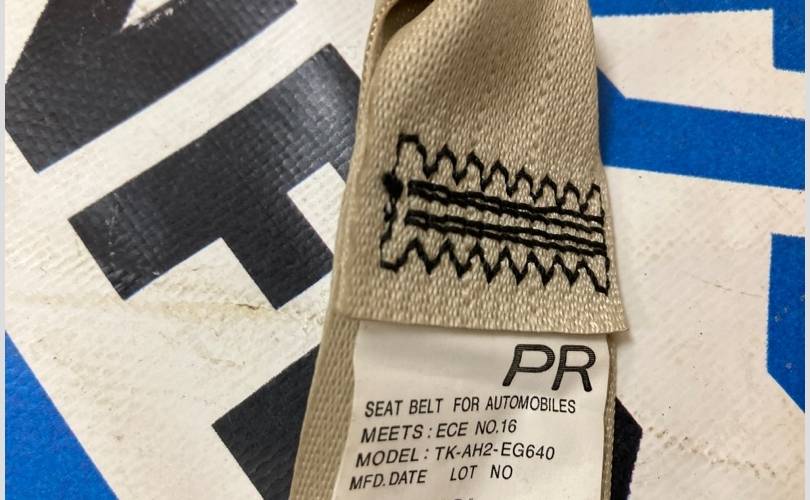 PR
SEAT BELT FOR AUTOMOBILES
MEETS : ECE NO.16
MODEL : TK-AH2-EG640
MFD.DATE LOT NO